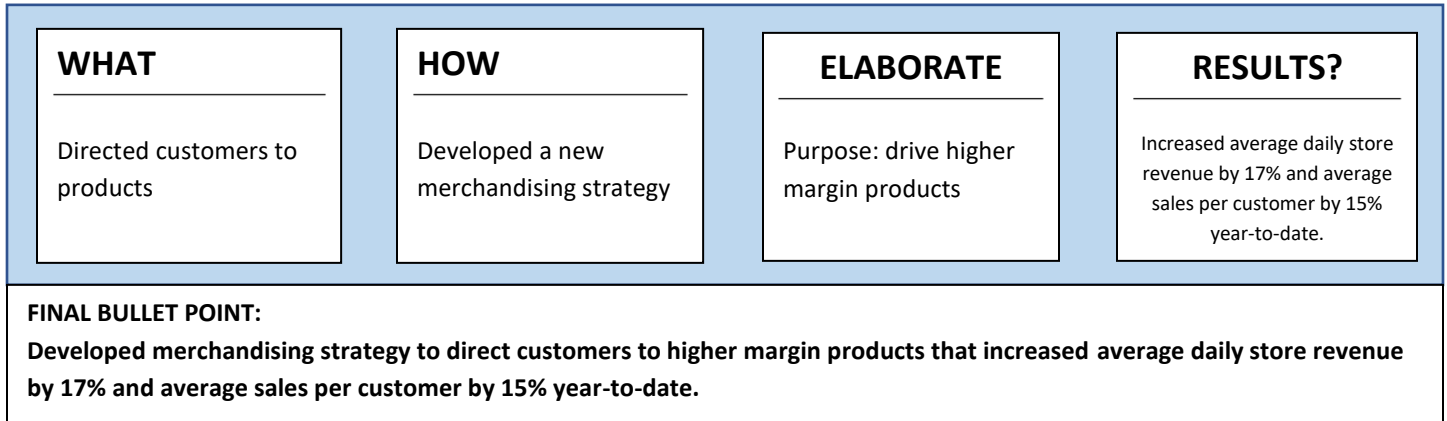 WHAT
Directed customers to
products
HOW
Developed a new
merchandising strategy
ELABORATE
Purpose: drive higher
margin products
RESULTS?
Increased average daily store
revenue by 17% and average
sales per customer by 15%
year-to-date.
FINAL BULLET POINT:
Developed merchandising strategy to direct customers to higher margin products that increased average daily store revenue
by 17% and average sales per customer by 15% year-to-date.